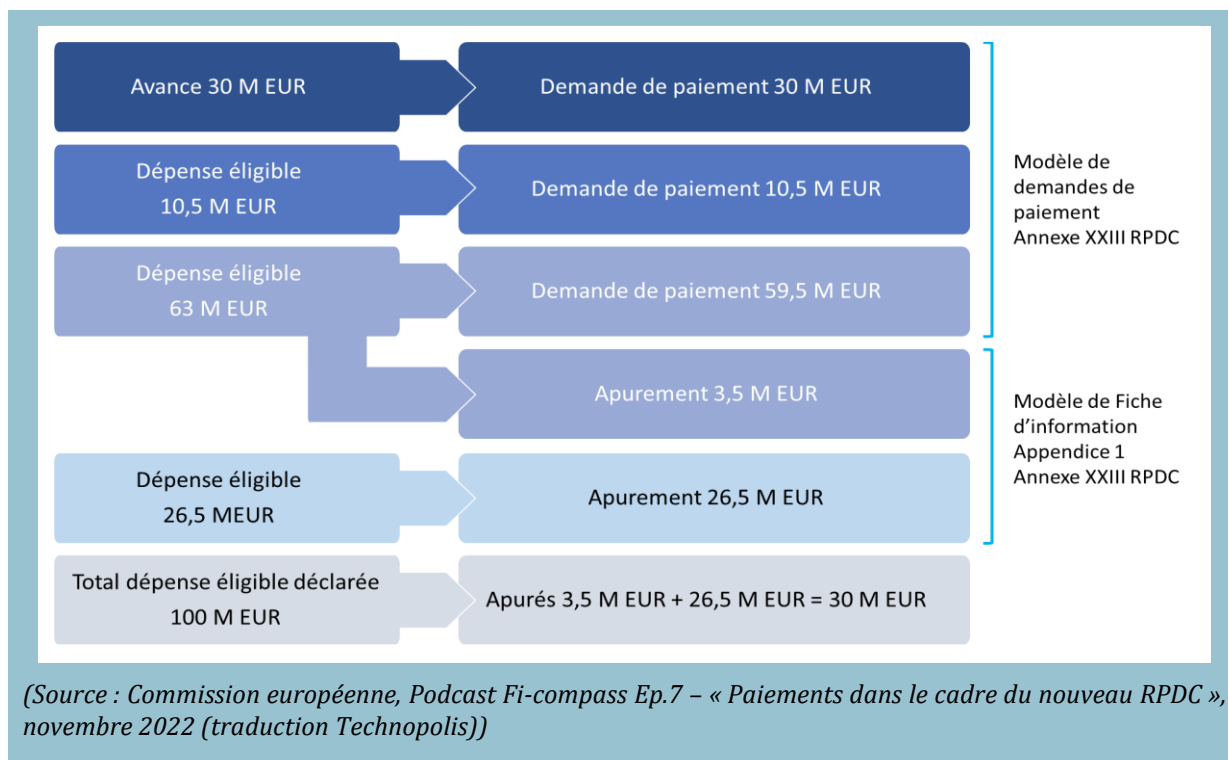 Avance 30 M EUR
Demande de paiement 30 M EUR
Dépense éligible
10,5 M EUR
Demande de paiement 10,5 M EUR
Dépense éligible
63 M EUR
Demande de paiement 59,5 M EUR
Modèle de
demandes de
paiement
Annexe XXIII RPDC
Apurement 3,5 M EUR
Dépense éligible
26,5 MEUR
Apurement 26,5 M EUR
Modèle de Fiche
d’information
Appendice 1
Annexe XXIII RPDC
Total dépense éligible déclarée
100 M EUR
Apurés 3,5 M EUR + 26,5 M EUR = 30 M EUR
(Source : Commission européenne, Podcast Fi-compass Ep.7 – « Paiements dans le cadre du nouveau RPDC »,
novembre 2022 (traduction Technopolis))